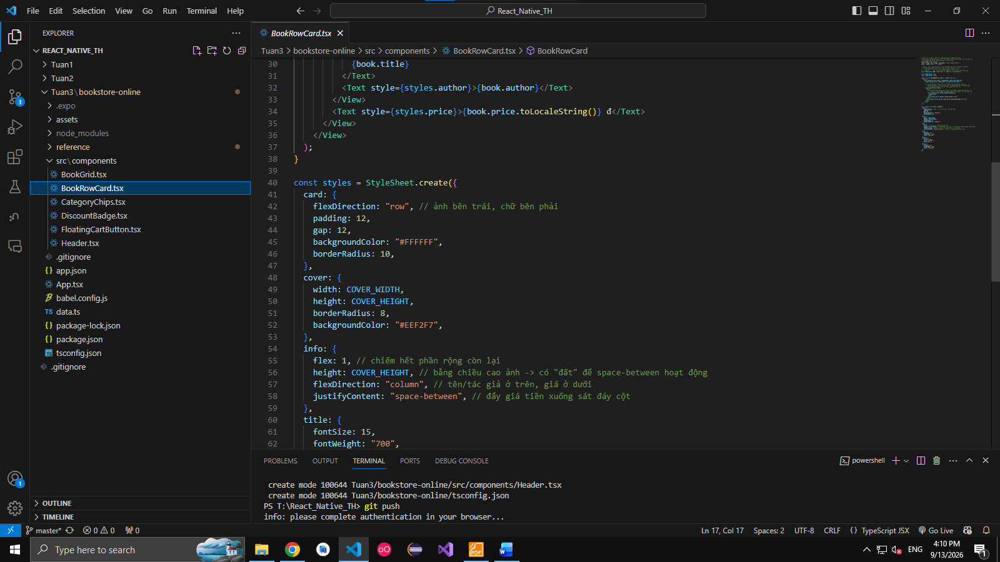 File Edit Selection View Go Run Terminal Help
React_Native_TH
EXPLORER
REACT_NATIVE_TH
Tuan1
Tuan2
Tuan3\bookstore-online
.expo
assets
node_modules
reference
src\components
BookGrid.tsx
BookRowCard.tsx
CategoryChips.tsx
DiscountBadge.tsx
FloatingCartButton.tsx
Header.tsx
.gitignore
app.json
App.tsx
babel.config.js
data.ts
package-lock.json
package.json
tsconfig.json
.gitignore
OUTLINE
TIMELINE
3
1
BookRowCard.tsx
Tuan3 > bookstore-online > src > components > BookRowCard.tsx > BookRowCard
30 {book.title}
31 </Text>
32 <Text style={styles.author}>{book.author}</Text>
33 </View>
34 <Text style={styles.price}>{book.price.toLocaleString()} đ</Text>
35 </View>
36 </View>
37 );
38 }
39
40 const styles = StyleSheet.create({
41 card: {
42 flexDirection: "row", // ảnh bên trái, chữ bên phải
43 padding: 12,
44 gap: 12,
45 backgroundColor: "#FFFFFF",
46 borderRadius: 10,
47 },
48 cover: {
49 width: COVER_WIDTH,
50 height: COVER_HEIGHT,
51 borderRadius: 8,
52 backgroundColor: "#EEF2F7",
53 },
54 info: {
55 flex: 1, // chiếm hết phần rộng còn lại
56 height: COVER_HEIGHT, // bằng chiều cao ảnh -> có "đất" để space-between hoạt động
57 flexDirection: "column", // tên/tác giả ở trên, giá ở dưới
58 justifyContent: "space-between", // đẩy giá tiền xuống sát đáy cột
59 },
60 title: {
61 fontSize: 15,
62 fontWeight: "700",
PROBLEMS OUTPUT TERMINAL PORTS DEBUG CONSOLE
powershell
create mode 100644 Tuan3/bookstore-online/src/components/Header.tsx
create mode 100644 Tuan3/bookstore-online/tsconfig.json
PS T:\React_Native_TH> git push
info: please complete authentication in your browser...
master* 0 0 0
Ln 17, Col 17 Spaces: 2 UTF-8 CRLF {} TypeScript JSX Go Live
Type here to search
PDF
ENG
4:10 PM
9/13/2026
1